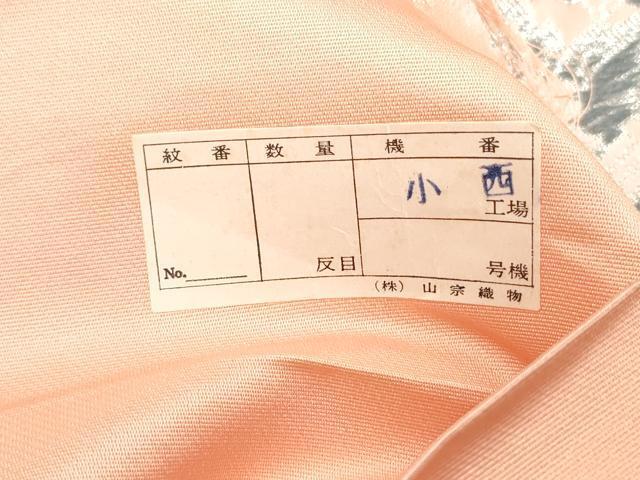 紋番 数量 機番
小西
工場
No. 反目 号機
(株) 山宗織物